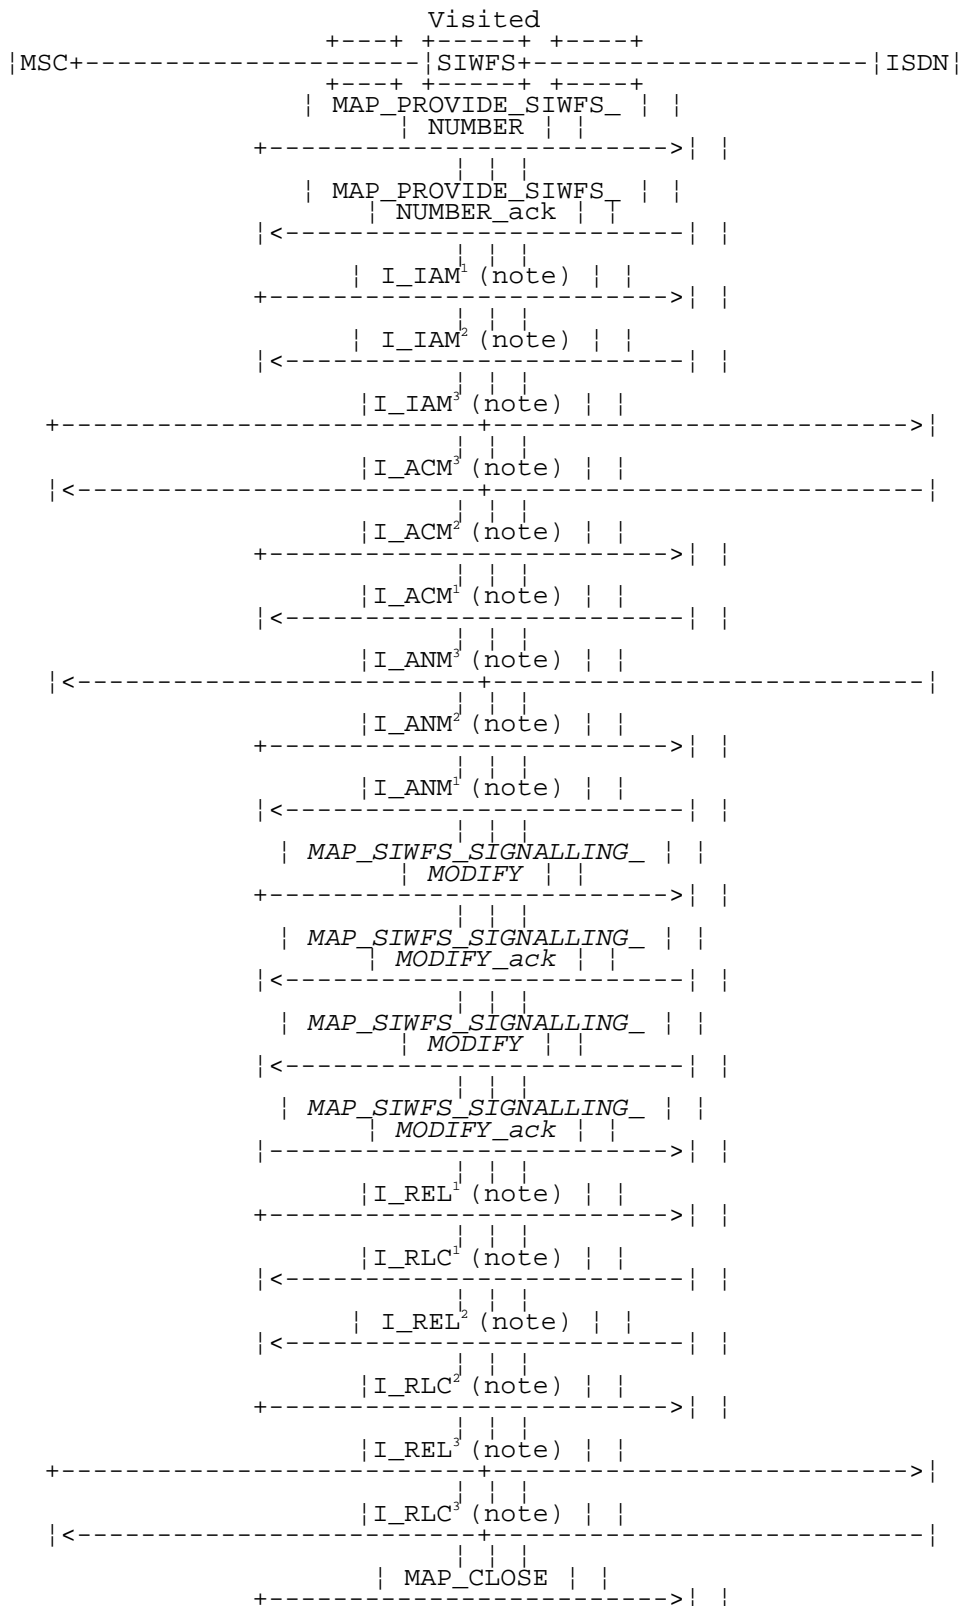 Visited
+---+ +-----+ +----+
¦MSC+---------------------¦SIWFS+---------------------¦ISDN¦
+---+ +-----+ +----+
¦ MAP_PROVIDE_SIWFS_ ¦ ¦
¦ NUMBER ¦ ¦
+------------------------->¦ ¦
¦ ¦ ¦
¦ MAP_PROVIDE_SIWFS_ ¦ ¦
¦ NUMBER_ack ¦ ¦
¦<-------------------------¦ ¦
¦ ¦ ¦
¦ I_IAM¹ (note) ¦ ¦
+------------------------->¦ ¦
¦ ¦ ¦
¦ I_IAM² (note) ¦ ¦
¦<-------------------------¦ ¦
¦ ¦ ¦
¦I_IAM³ (note) ¦ ¦
+--------------------------+-------------------------->¦
¦ ¦ ¦
¦I_ACM³ (note) ¦ ¦
¦<-------------------------+---------------------------¦
¦ ¦ ¦
¦I_ACM² (note) ¦ ¦
+------------------------->¦ ¦
¦ ¦ ¦
¦I_ACM¹ (note) ¦ ¦
¦<-------------------------¦ ¦
¦ ¦ ¦
¦I_ANM³ (note) ¦ ¦
¦<-------------------------+---------------------------¦
¦ ¦ ¦
¦I_ANM² (note) ¦ ¦
+------------------------->¦ ¦
¦ ¦ ¦
¦I_ANM¹ (note) ¦ ¦
¦<-------------------------¦ ¦
¦ ¦ ¦
¦ MAP_SIWFS_SIGNALLING_ ¦ ¦
¦ MODIFY ¦ ¦
+------------------------->¦ ¦
¦ ¦ ¦
¦ MAP_SIWFS_SIGNALLING_ ¦ ¦
¦ MODIFY_ack ¦ ¦
¦<-------------------------¦ ¦
¦ ¦ ¦
¦ MAP_SIWFS_SIGNALLING_ ¦ ¦
¦ MODIFY ¦ ¦
¦<-------------------------¦ ¦
¦ ¦ ¦
¦ MAP_SIWFS_SIGNALLING_ ¦ ¦
¦ MODIFY_ack ¦ ¦
¦------------------------->¦ ¦
¦ ¦ ¦
¦I_REL¹ (note) ¦ ¦
+------------------------->¦ ¦
¦ ¦ ¦
¦I_RLC¹ (note) ¦ ¦
¦<-------------------------¦ ¦
¦ ¦ ¦
¦ I_REL² (note) ¦ ¦
¦<-------------------------¦ ¦
¦ ¦ ¦
¦I_RLC² (note) ¦ ¦
+------------------------->¦ ¦
¦ ¦ ¦
¦I_REL³ (note) ¦ ¦
+--------------------------+-------------------------->¦
¦ ¦ ¦
¦I_RLC³ (note) ¦ ¦
¦<-------------------------+---------------------------¦
¦ ¦ ¦
¦ MAP_CLOSE ¦ ¦
+------------------------->¦ ¦